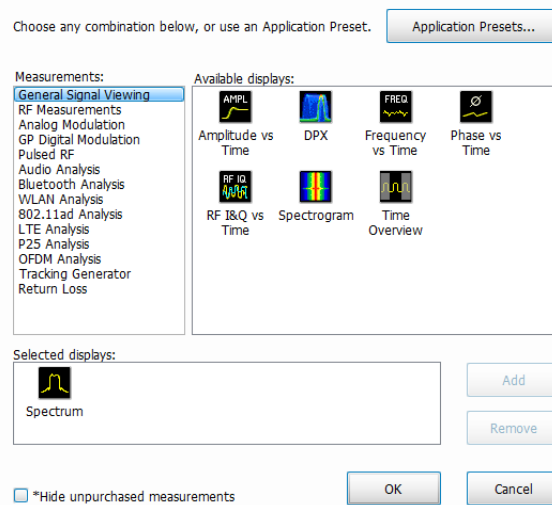 Choose any combination below, or use an Application Preset.
Application Presets...
Measurements:
General Signal Viewing
RF Measurements
Analog Modulation
GP Digital Modulation
Pulsed RF
Audio Analysis
Bluetooth Analysis
WLAN Analysis
802.11ad Analysis
LTE Analysis
P25 Analysis
OFDM Analysis
Tracking Generator
Return Loss
Available displays:
AMPL
FREQ
Ø
Amplitude vs
Time
DPX
Frequency
vs Time
Phase vs
Time
RF IQ
RF I&Q vs
Time
Spectrogram
Time
Overview
Selected displays:
Spectrum
Add
Remove
*Hide unpurchased measurements
OK
Cancel